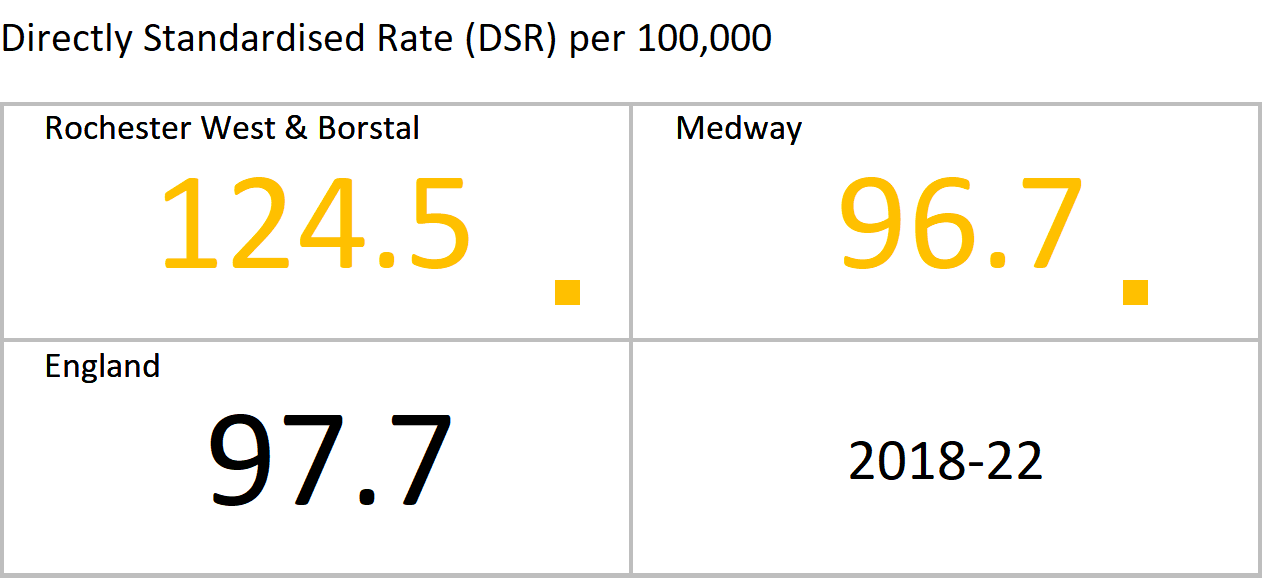 Directly Standardised Rate (DSR) per 100,000
Rochester West & Borstal
124.5
Medway
96.7
England
97.7
2018-22